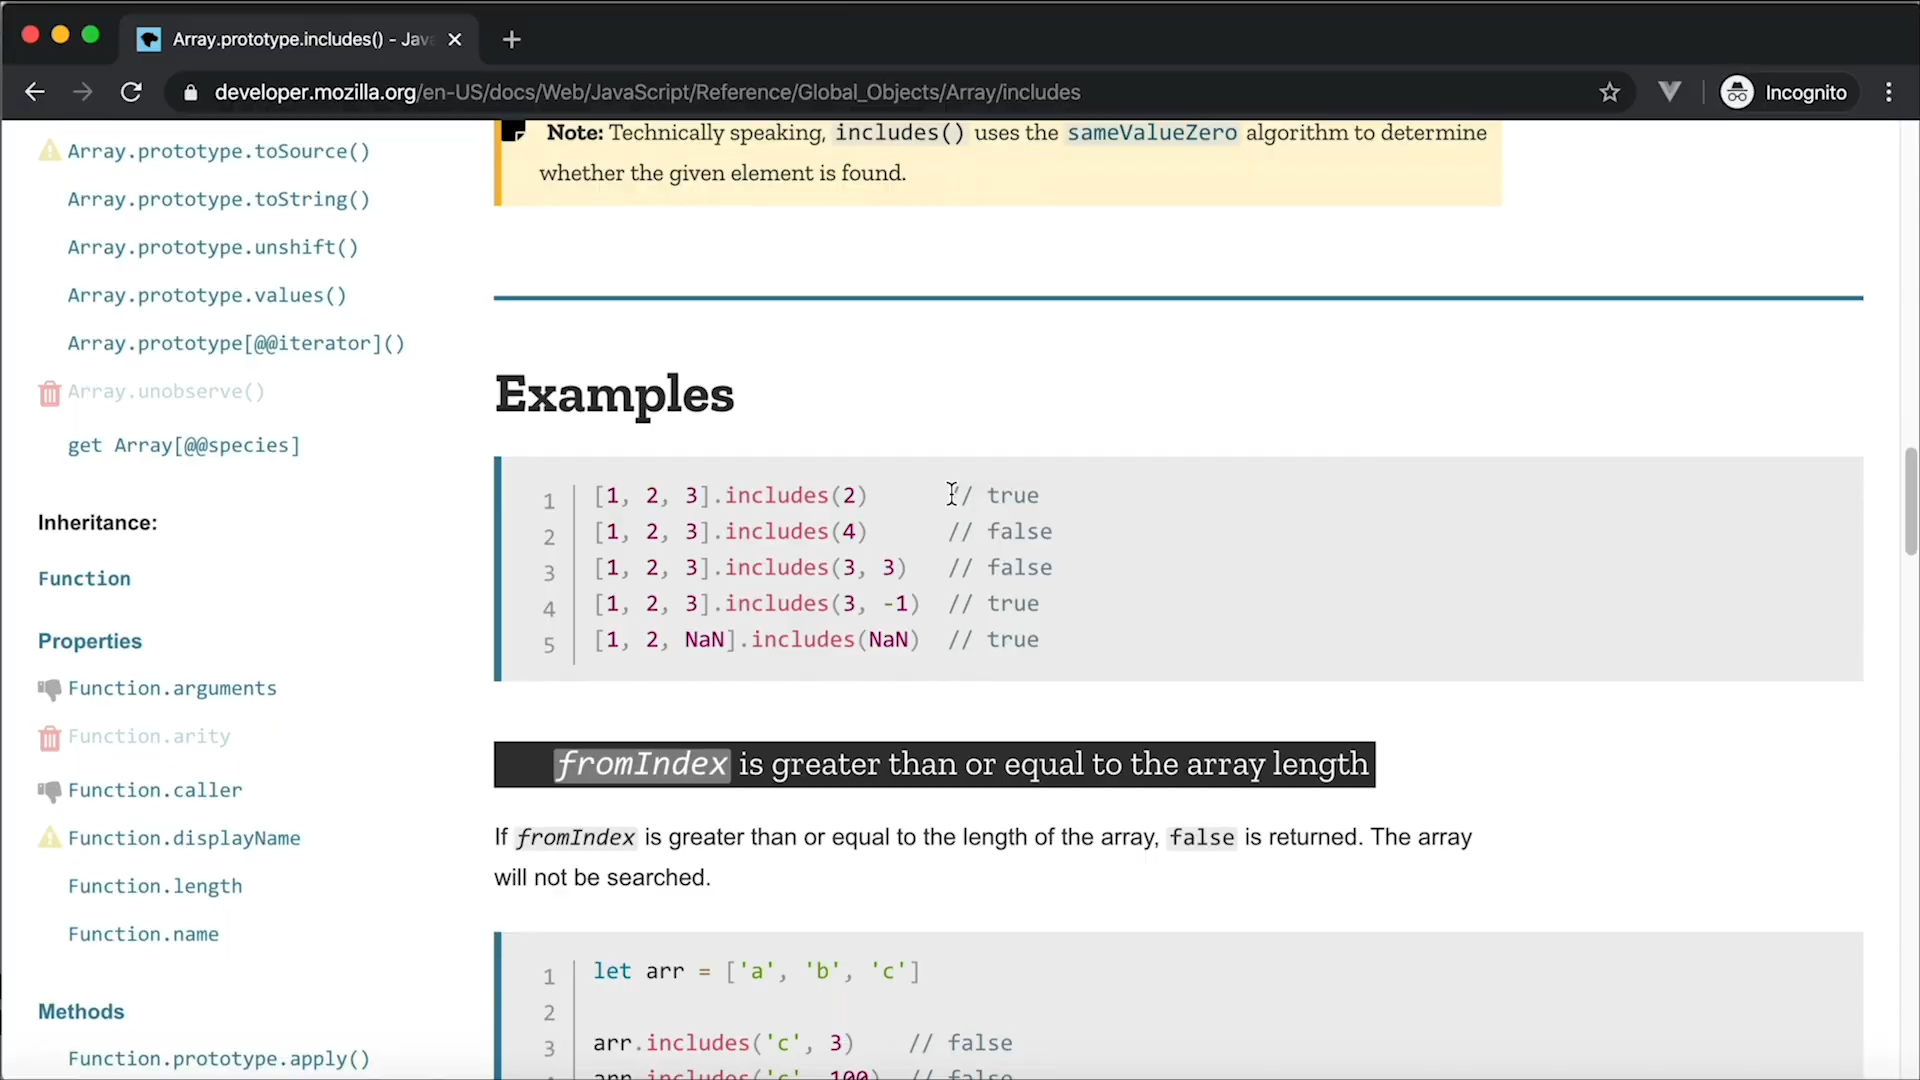 Array.prototype.includes() - Jav
developer.mozilla.org/en-US/docs/Web/JavaScript/Reference/Global_Objects/Array/includes
Incognito
Array.prototype.toSource()
Array.prototype.toString()
Array.prototype.unshift()
Array.prototype.values()
Array.prototype[@@iterator]()
Array.unobserve()
get Array[@@species]
Inheritance:
Function
Properties
Function.arguments
Function.arity
Function.caller
Function.displayName
Function.length
Function.name
Methods
Function.prototype.apply()
Note: Technically speaking, includes() uses the sameValueZero algorithm to determine
whether the given element is found.
Examples
1 [1, 2, 3].includes(2) // true
2 [1, 2, 3].includes(4) // false
3 [1, 2, 3].includes(3, 3) // false
4 [1, 2, 3].includes(3, -1) // true
5 [1, 2, NaN].includes(NaN) // true
fromIndex is greater than or equal to the array length
If fromIndex is greater than or equal to the length of the array, false is returned. The array
will not be searched.
1 let arr = ['a', 'b', 'c']
2
3 arr.includes('c', 3) // false
arr.includes('c', 100) // false